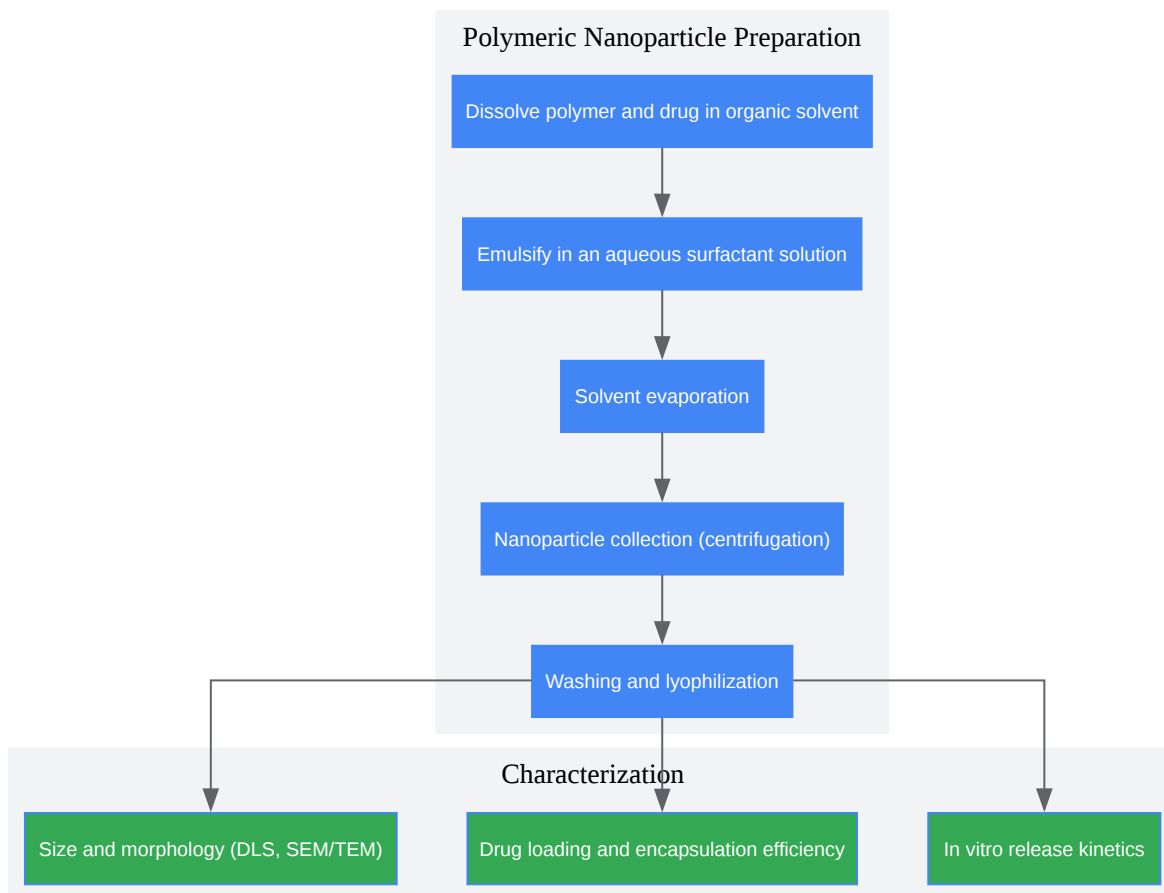 Polymeric Nanoparticle Preparation
Dissolve polymer and drug in organic solvent
Emulsify in an aqueous surfactant solution
Solvent evaporation
Nanoparticle collection (centrifugation)
Washing and lyophilization
Characterization
Size and morphology (DLS, SEM/TEM)
Drug loading and encapsulation efficiency
In vitro release kinetics